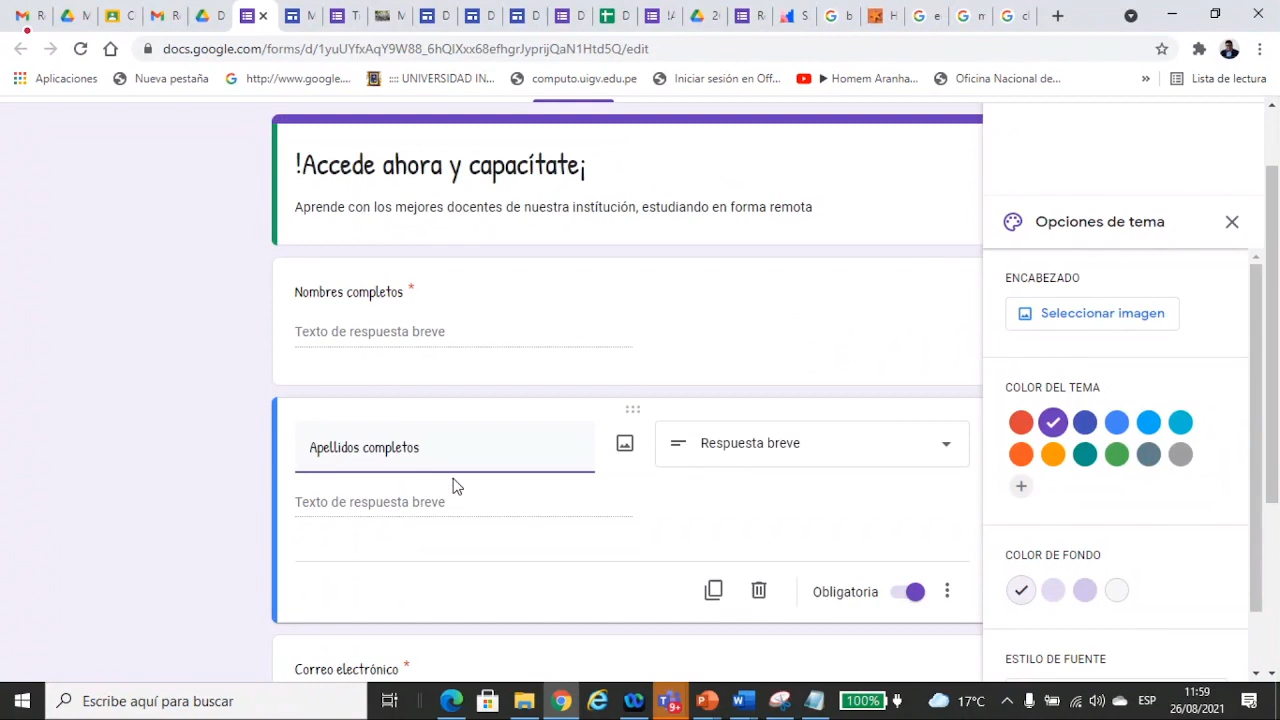 M
M
C
R
D
M
Ti
M
D
D
D
D
D
¡A
2
R
S
b
H
e
n
cl
docs.google.com/forms/d/1yuUYfxAqY9W88_6hQIXxx68efhgrJyprijQaN1Htd5Q/edit
Aplicaciones
Nueva pestaña
http://www.google....
:::: UNIVERSIDAD IN...
computo.uigv.edu.pe
Iniciar sesión en Off...
▶ Homem Aranha...
Oficina Nacional de...
»
Lista de lectura
!Accede ahora y capacítate¡
Aprende con los mejores docentes de nuestra institución, estudiando en forma remota
Nombres completos *
Texto de respuesta breve
Apellidos completos
Respuesta breve
Texto de respuesta breve
Obligatoria
Correo electrónico *
Opciones de tema
ENCABEZADO
Seleccionar imagen
COLOR DEL TEMA
COLOR DE FONDO
ESTILO DE FUENTE
Escribe aquí para buscar
9+
100%
17°C
ESP
11:59
26/08/2021